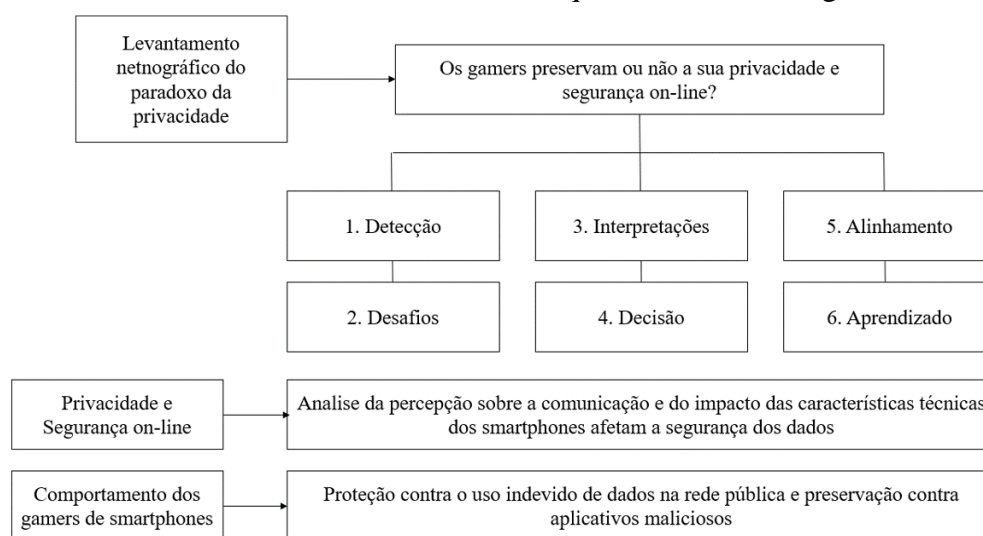 Levantamento
netnográfico do
paradoxo da
privacidade
Os gamers preservam ou não a sua privacidade e
segurança on-line?
1. Detecção
3. Interpretações
5. Alinhamento
2. Desafios
4. Decisão
6. Aprendizado
Privacidade e
Segurança on-line
Analise da percepção sobre a comunicação e do impacto das características técnicas
dos smartphones afetam a segurança dos dados
Comportamento dos
gamers de smartphones
Proteção contra o uso indevido de dados na rede pública e preservação contra
aplicativos maliciosos